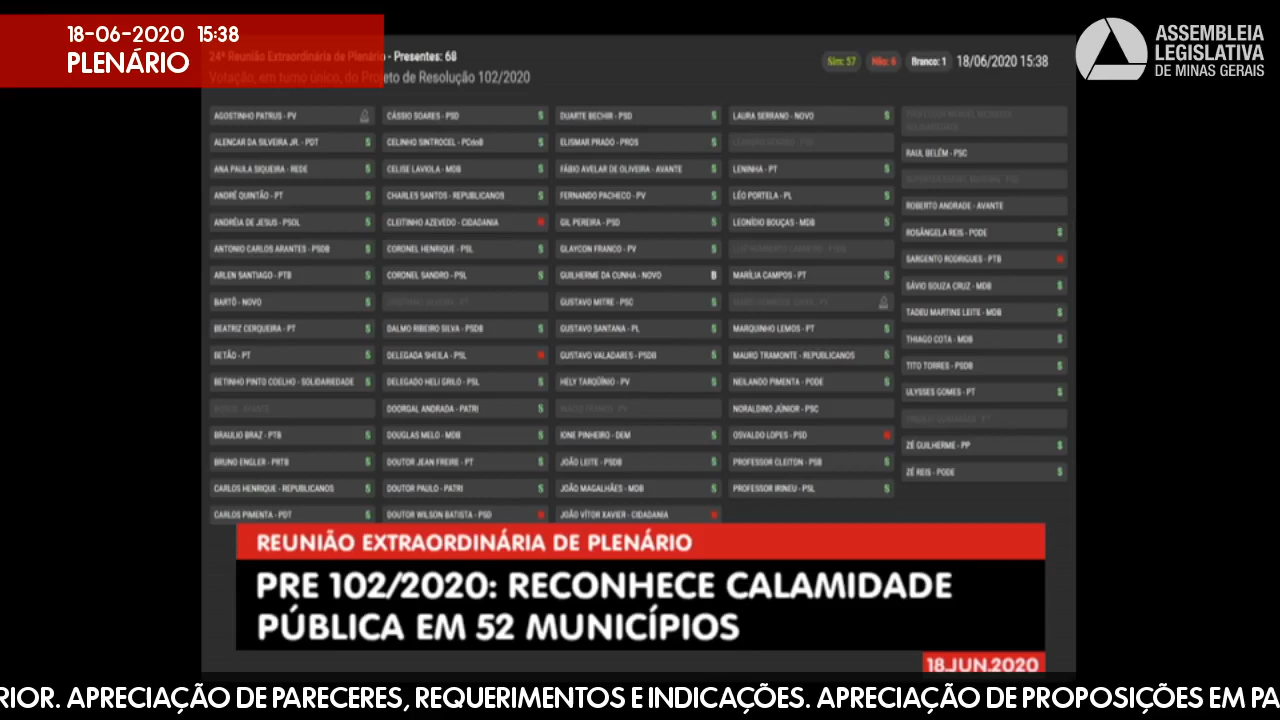 18-06-2020 15:38
PLENÁRIO
ASSEMBLEIA
LEGISLATIVA
DE MINAS GERAIS
24ª Reunião Extraordinária de Plenário - Presentes: 68
Votação, em turno único, do Projeto de Resolução 102/2020
Sim: 57 Não: 6 Branco: 1 18/06/2020 15:38
AGOSTINHO PATRUS - PV
ALENCAR DA SILVEIRA JR. - PDT S
ANA PAULA SIQUEIRA - REDE S
ANDRÉ QUINTÃO - PT S
ANDRÉIA DE JESUS - PSOL S
ANTONIO CARLOS ARANTES - PSDB S
ARLEN SANTIAGO - PTB S
BARTÔ - NOVO S
BEATRIZ CERQUEIRA - PT S
BETÃO - PT S
BETINHO PINTO COELHO - SOLIDARIEDADE S
BRAULIO BRAZ - PTB S
BRUNO ENGLER - PRTB S
CARLOS HENRIQUE - REPUBLICANOS S
CARLOS PIMENTA - PDT S
CÁSSIO SOARES - PSD S
CELINHO SINTROCEL - PCdoB S
CELISE LAVIOLA - MDB S
CHARLES SANTOS - REPUBLICANOS S
CLEITINHO AZEVEDO - CIDADANIA N
CORONEL HENRIQUE - PSL S
CORONEL SANDRO - PSL S
DALMO RIBEIRO SILVA - PSDB S
DELEGADA SHEILA - PSL N
DELEGADO HELI GRILO - PSL S
DOORGAL ANDRADA - PATRI S
DOUGLAS MELO - MDB S
DOUTOR JEAN FREIRE - PT S
DOUTOR PAULO - PATRI S
DOUTOR WILSON BATISTA - PSD N
DUARTE BECHIR - PSD S
ELISMAR PRADO - PROS S
FÁBIO AVELAR DE OLIVEIRA - AVANTE S
FERNANDO PACHECO - PV S
GIL PEREIRA - PSD S
GLAYCON FRANCO - PV S
GUILHERME DA CUNHA - NOVO B
GUSTAVO MITRE - PSC S
GUSTAVO SANTANA - PL S
GUSTAVO VALADARES - PSDB S
HELY TARQÜÍNIO - PV S
IONE PINHEIRO - DEM S
JOÃO LEITE - PSDB S
JOÃO MAGALHÃES - MDB S
JOÃO VÍTOR XAVIER - CIDADANIA N
LAURA SERRANO - NOVO S
LENINHA - PT S
LÉO PORTELA - PL S
LEONÍDIO BOUÇAS - MDB S
MARÍLIA CAMPOS - PT S
MARQUINHO LEMOS - PT S
MAURO TRAMONTE - REPUBLICANOS S
NEILANDO PIMENTA - PODE S
NORALDINO JÚNIOR - PSC
OSVALDO LOPES - PSD N
PROFESSOR CLEITON - PSB S
PROFESSOR IRINEU - PSL S
RAUL BELÉM - PSC
ROBERTO ANDRADE - AVANTE
ROSÂNGELA REIS - PODE S
SARGENTO RODRIGUES - PTB N
SÁVIO SOUZA CRUZ - MDB S
TADEU MARTINS LEITE - MDB S
THIAGO COTA - MDB S
TITO TORRES - PSDB S
ULYSSES GOMES - PT S
ZÉ GUILHERME - PP S
ZÉ REIS - PODE S
REUNIÃO EXTRAORDINÁRIA DE PLENÁRIO
PRE 102/2020: RECONHECE CALAMIDADE
PÚBLICA EM 52 MUNICÍPIOS
18.JUN.2020
RIOR. APRECIAÇÃO DE PARECERES, REQUERIMENTOS E INDICAÇÕES. APRECIAÇÃO DE PROPOSIÇÕES EM PA